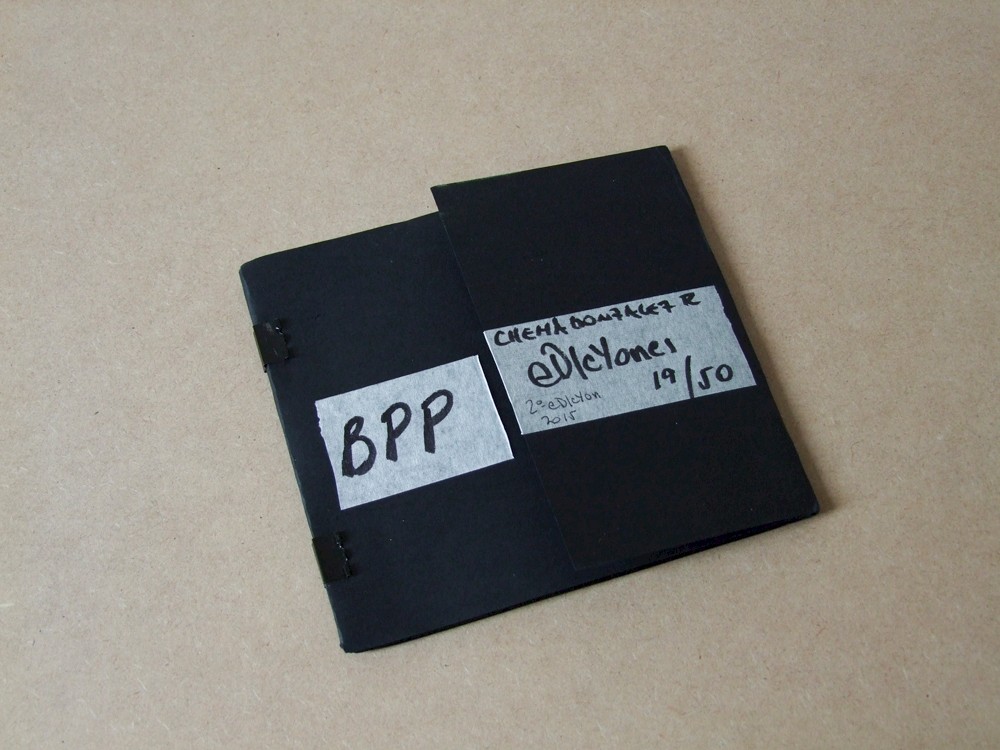 BPP
CHEMA GONZALEZ R
eDIcYones
19/50
2ª eDIcYon
2015